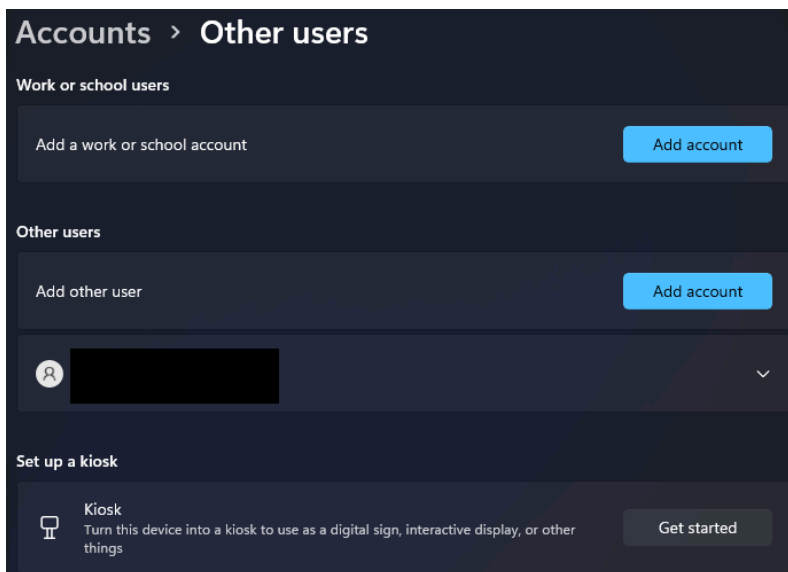 Accounts > Other users
Work or school users
Add a work or school account
Add account
Other users
Add other user
Add account
Set up a kiosk
Kiosk
Turn this device into a kiosk to use as a digital sign, interactive display, or other
things
Get started